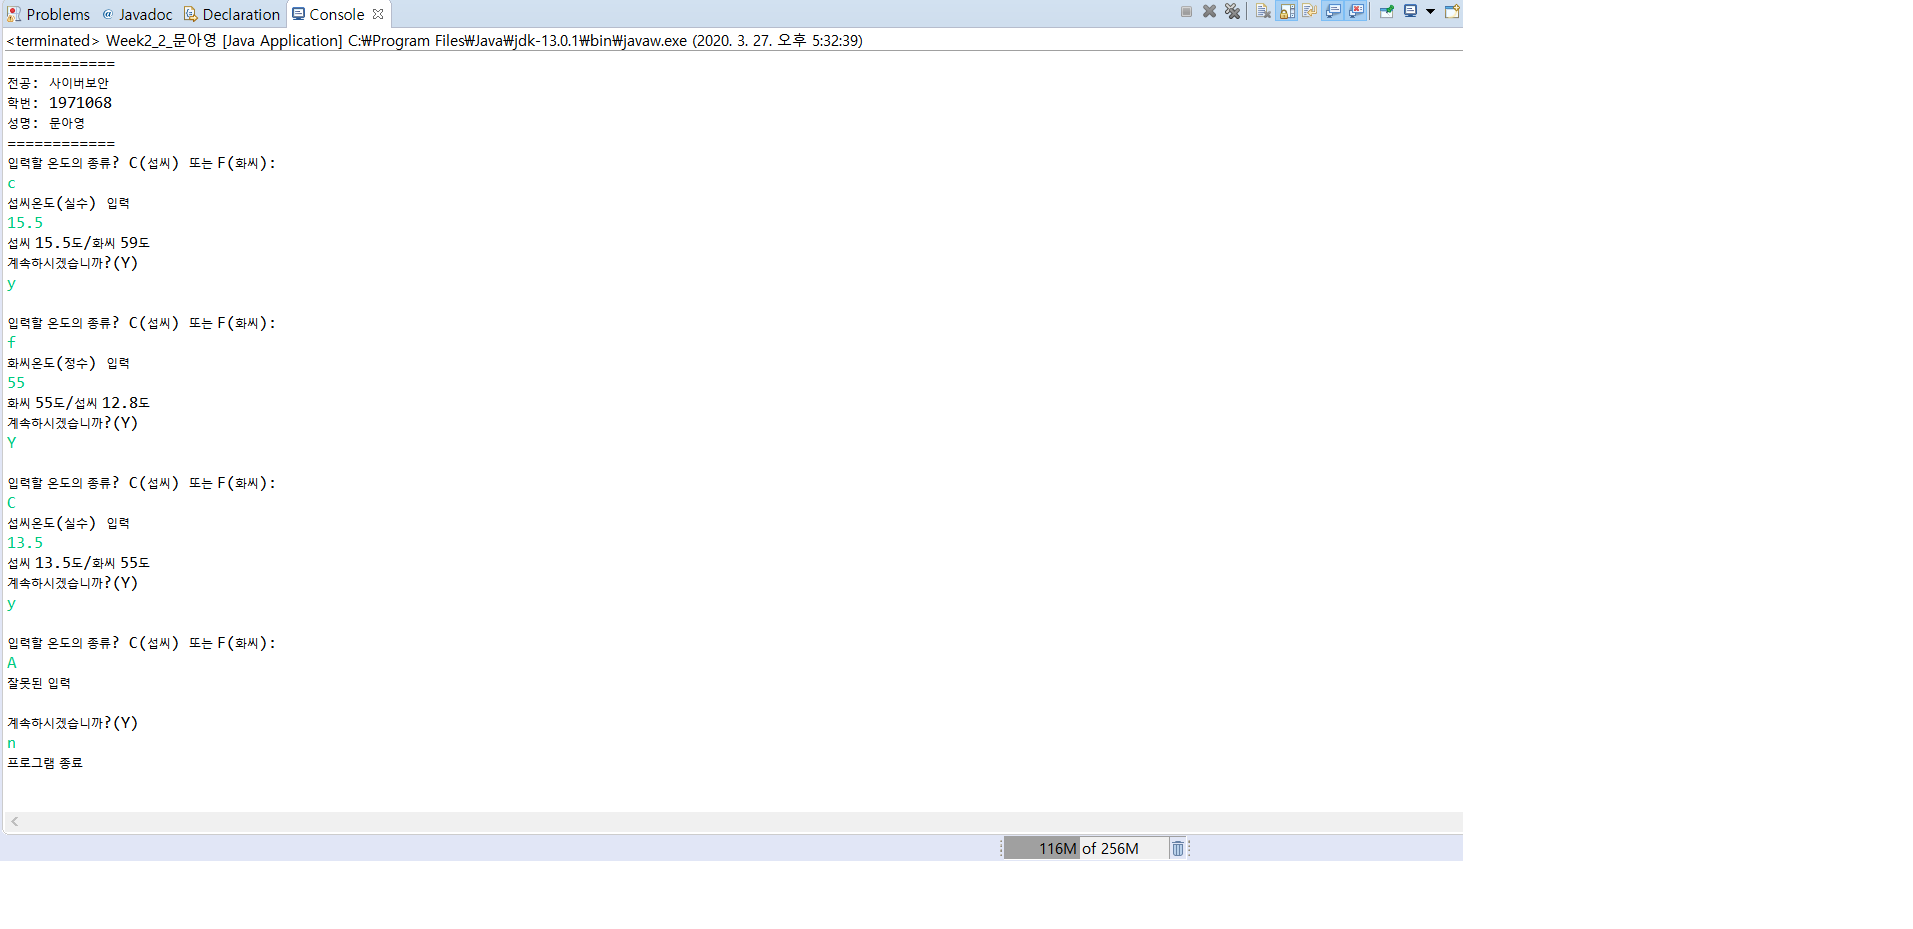 Problems @ Javadoc Declaration Console
<terminated> Week2_2_문아영 [Java Application] C:₩Program Files₩Java₩jdk-13.0.1₩bin₩javaw.exe (2020. 3. 27. 오후 5:32:39)
============
전공: 사이버보안
학번: 1971068
성명: 문아영
============
입력할 온도의 종류? C(섭씨) 또는 F(화씨):
c
섭씨온도(실수) 입력
15.5
섭씨 15.5도/화씨 59도
계속하시겠습니까?(Y)
y
입력할 온도의 종류? C(섭씨) 또는 F(화씨):
f
화씨온도(정수) 입력
55
화씨 55도/섭씨 12.8도
계속하시겠습니까?(Y)
Y
입력할 온도의 종류? C(섭씨) 또는 F(화씨):
C
섭씨온도(실수) 입력
13.5
섭씨 13.5도/화씨 55도
계속하시겠습니까?(Y)
y
입력할 온도의 종류? C(섭씨) 또는 F(화씨):
A
잘못된 입력
계속하시겠습니까?(Y)
n
프로그램 종료
116M of 256M